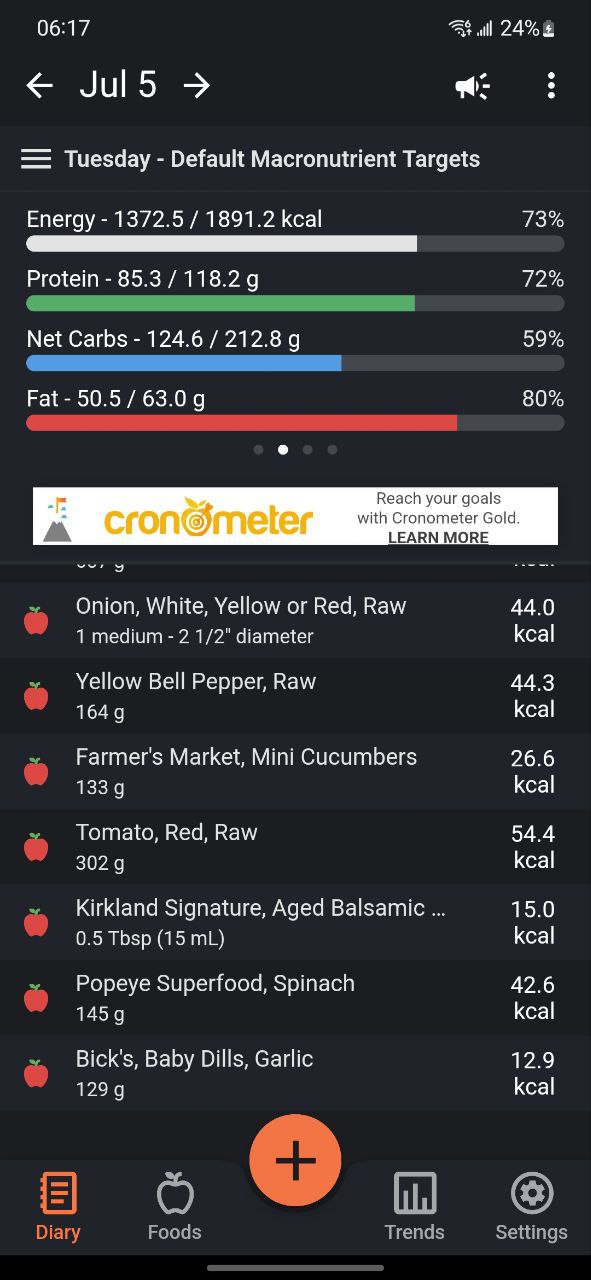 06:17
24%
Jul 5
Tuesday - Default Macronutrient Targets
Energy - 1372.5 / 1891.2 kcal 73%
Protein - 85.3 / 118.2 g 72%
Net Carbs - 124.6 / 212.8 g 59%
Fat - 50.5 / 63.0 g 80%
cronometer
Reach your goals
with Cronometer Gold.
LEARN MORE
kcal
Onion, White, Yellow or Red, Raw 44.0
1 medium - 2 1/2" diameter kcal
Yellow Bell Pepper, Raw 44.3
164 g kcal
Farmer's Market, Mini Cucumbers 26.6
133 g kcal
Tomato, Red, Raw 54.4
302 g kcal
Kirkland Signature, Aged Balsamic ... 15.0
0.5 Tbsp (15 mL) kcal
Popeye Superfood, Spinach 42.6
145 g kcal
Bick's, Baby Dills, Garlic 12.9
129 g kcal
Diary
Foods
Trends
Settings